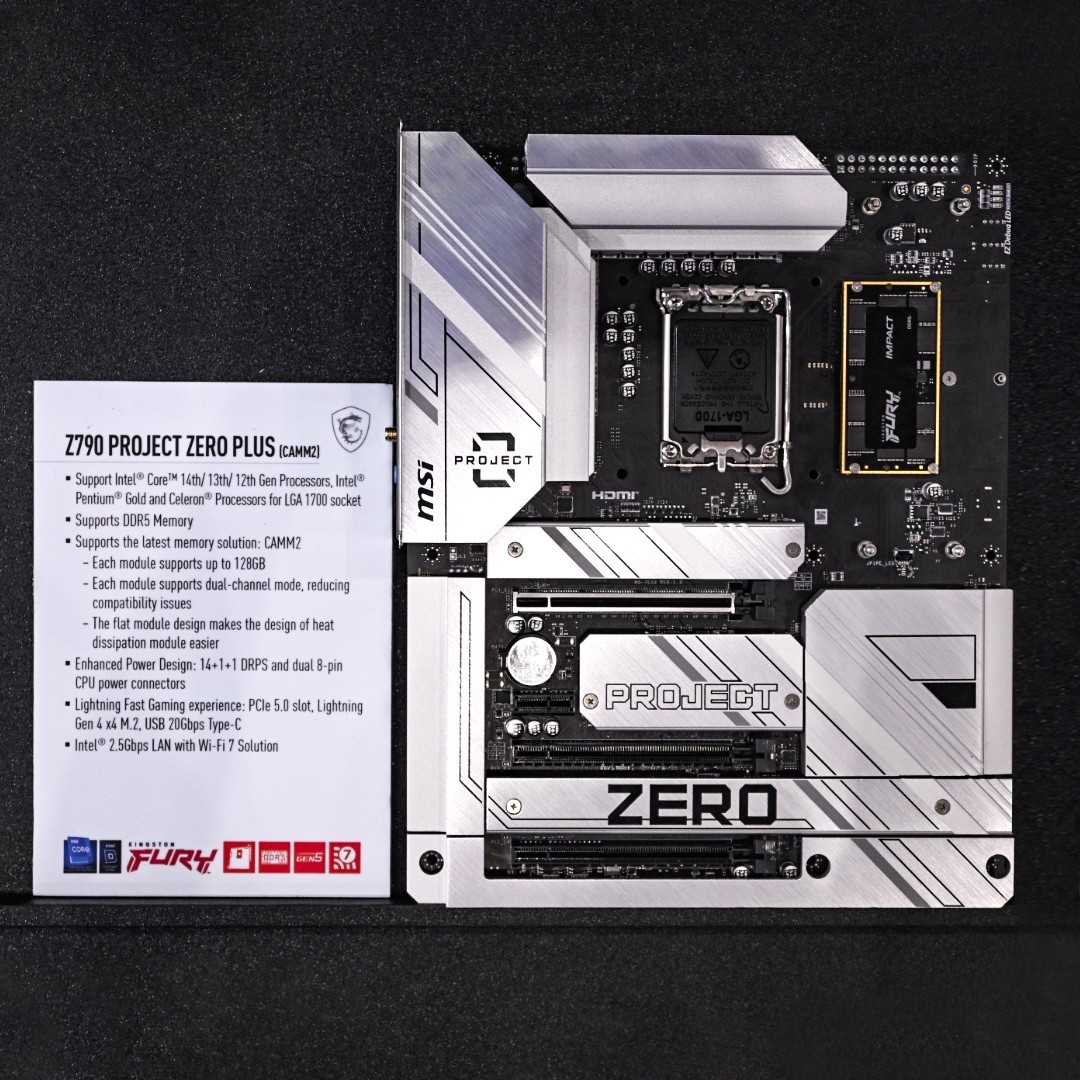 Z790 PROJECT ZERO PLUS (CAMM2)
▪ Support Intel® Core™ 14th/ 13th/ 12th Gen Processors, Intel®
Pentium® Gold and Celeron® Processors for LGA 1700 socket
▪ Supports DDR5 Memory
▪ Supports the latest memory solution: CAMM2
– Each module supports up to 128GB
– Each module supports dual-channel mode, reducing
compatibility issues
– The flat module design makes the design of heat
dissipation module easier
▪ Enhanced Power Design: 14+1+1 DRPS and dual 8-pin
CPU power connectors
▪ Lightning Fast Gaming experience: PCIe 5.0 slot, Lightning
Gen 4 x4 M.2, USB 20Gbps Type-C
▪ Intel® 2.5Gbps LAN with Wi-Fi 7 Solution
CORE
KINGSTON
FURY
DDR5
GEN5
7
msi
PROJECT
EZ Debug LED
LGA-1700
FURY
IMPACT
DDR5
HDMI
PROJECT
ZERO